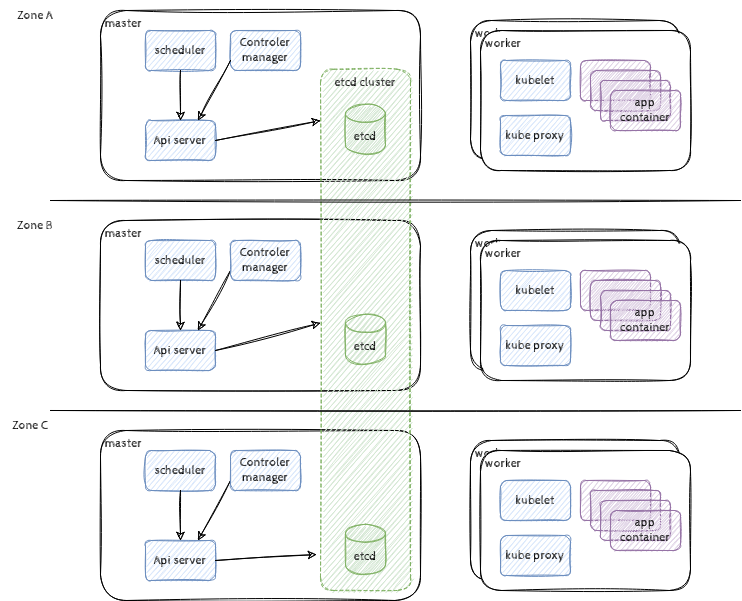 Zone A
master
scheduler
Controler
manager
etcd cluster
Api server
etcd
wo
worker
kubelet
kube proxy
app
container
Zone B
master
scheduler
Controler
manager
Api server
etcd
wo
worker
kubelet
kube proxy
app
container
Zone C
master
scheduler
Controler
manager
Api server
etcd
wo
worker
kubelet
kube proxy
app
container